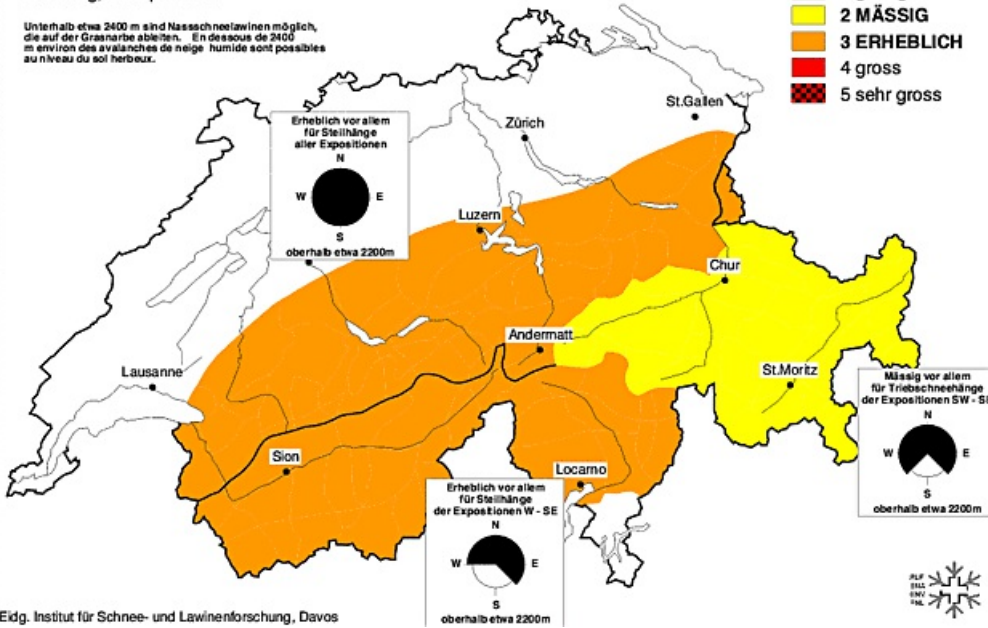 Unterhalb etwa 2400 m sind Nassschneelawinen möglich,
die auf der Grasnarbe ableiten. En dessous de 2400
m environ des avalanches de neige humide sont possibles
au niveau du sol herbeux.
2 MÄSSIG
3 ERHEBLICH
4 gross
5 sehr gross
St.Gallen
Zürich
Erheblich vor allem
für Steilhänge
aller Expositionen
N
W E
S
oberhalb etwa 2200m
Luzern
Chur
Andermatt
Lausanne
St.Moritz
Mässig vor allem
für Triebschneehänge
der Expositionen SW - SE
N
W E
S
oberhalb etwa 2200m
Sion
Locarno
Erheblich vor allem
für Steilhänge
der Expositionen W - SE
N
W E
S
oberhalb etwa 2200m
Eidg. Institut für Schnee- und Lawinenforschung, Davos